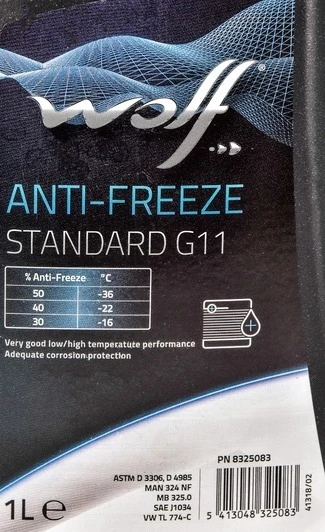 wolf®
ANTI-FREEZE
STANDARD G11
% Anti-Freeze °C
50 -36
40 -22
30 -16
Very good low/high temperature performance
Adequate corrosion protection
PN 8325083
ASTM D 3306, D 4985
MAN 324 NF
MB 325.0
SAE J1034
VW TL 774-C
1L ℮
5 413048 325083
41318/02